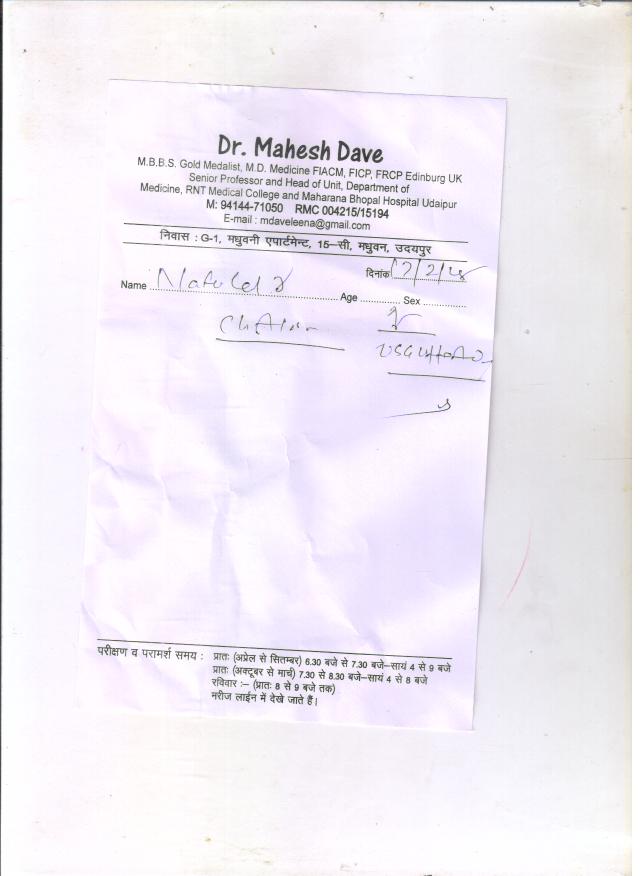 Dr. Mahesh Dave
M.B.B.S. Gold Medalist, M.D. Medicine FIACM, FICP, FRCP Edinburg UK
Senior Professor and Head of Unit, Department of
Medicine, RNT Medical College and Maharana Bhopal Hospital Udaipur
M: 94144-71050 RMC 004215/15194
E-mail : mdaveleena@gmail.com
निवास : G-1, मधुवनी एपार्टमेन्ट, 15–सी, मधुवन, उदयपुर
दिनांक
Name Age Sex
USG
परीक्षण व परामर्श समय : प्रातः (अप्रेल से सितम्बर) 6.30 बजे से 7.30 बजे–सायं 4 से 9 बजे
प्रातः (अक्टूबर से मार्च) 7.30 से 8.30 बजे–सायं 4 से 8 बजे
रविवार :– (प्रातः 8 से 9 बजे तक)
मरीज लाईन में देखे जाते हैं।